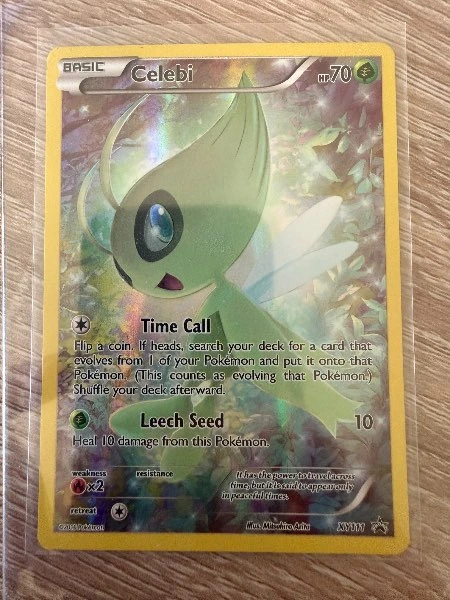 BASIC Celebi HP70
Time Call
Flip a coin. If heads, search your deck for a card that
evolves from 1 of your Pokémon and put it onto that
Pokémon. (This counts as evolving that Pokémon.)
Shuffle your deck afterward.
Leech Seed 10
Heal 10 damage from this Pokémon.
weakness resistance
×2
retreat
It has the power to travel across
time, but it is said to appear only
in peaceful times.
©2016 Pokémon
Illus. Mitsuhiro Arita XY111